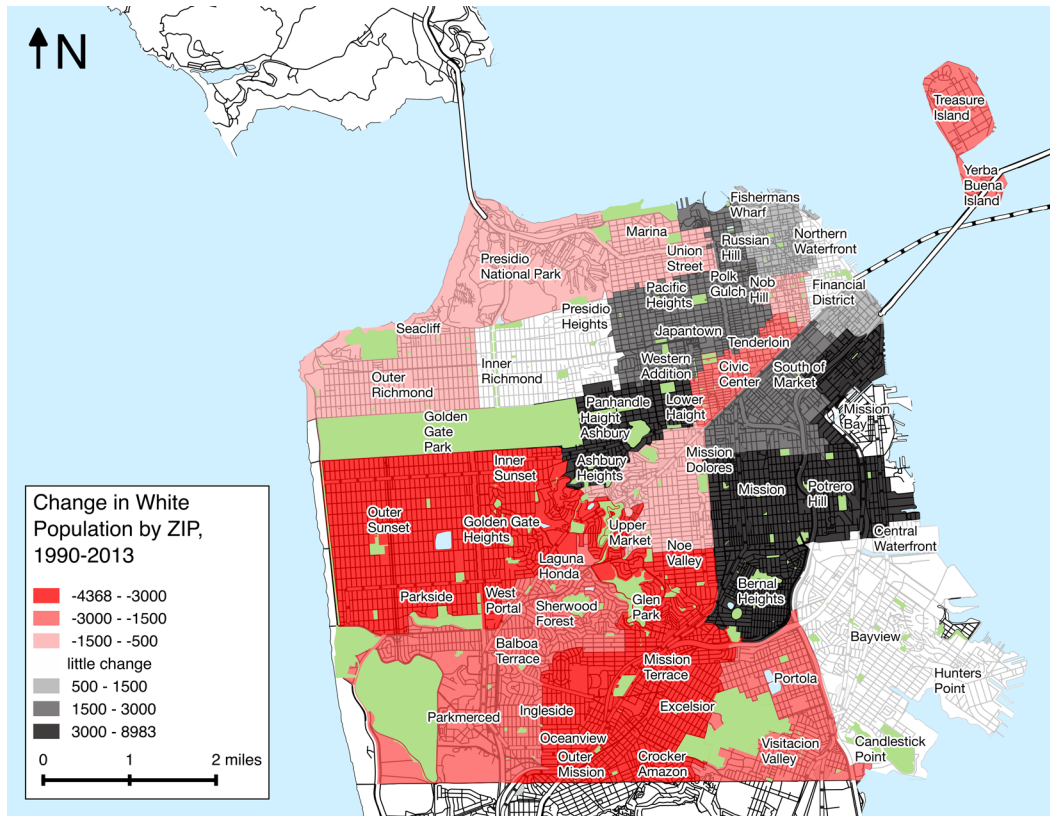 N
Treasure
Island
Yerba
Buena
Island
Fishermans
Wharf
Northern
Waterfront
Marina
Russian
Hill
Union
Street
Presidio
National Park
Polk
Gulch
Nob
Hill
Financial
District
Pacific
Heights
Presidio
Heights
Seacliff
Japantown
Tenderloin
Inner
Richmond
Western
Addition
Civic
Center
South of
Market
Outer
Richmond
Panhandle
Haight
Ashbury
Lower
Haight
Mission
Bay
Golden
Gate
Park
Mission
Dolores
Inner
Sunset
Ashbury
Heights
Mission
Potrero
Hill
Outer
Sunset
Golden Gate
Heights
Upper
Market
Central
Waterfront
Noe
Valley
Laguna
Honda
Bernal
Heights
Parkside
West
Portal
Sherwood
Forest
Glen
Park
Bayview
Balboa
Terrace
Mission
Terrace
Portola
Hunters
Point
Parkmerced
Ingleside
Excelsior
Oceanview
Outer
Mission
Crocker
Amazon
Visitacion
Valley
Candlestick
Point
Change in White
Population by ZIP,
1990-2013
-4368 - -3000
-3000 - -1500
-1500 - -500
little change
500 - 1500
1500 - 3000
3000 - 8983
0 1 2 miles